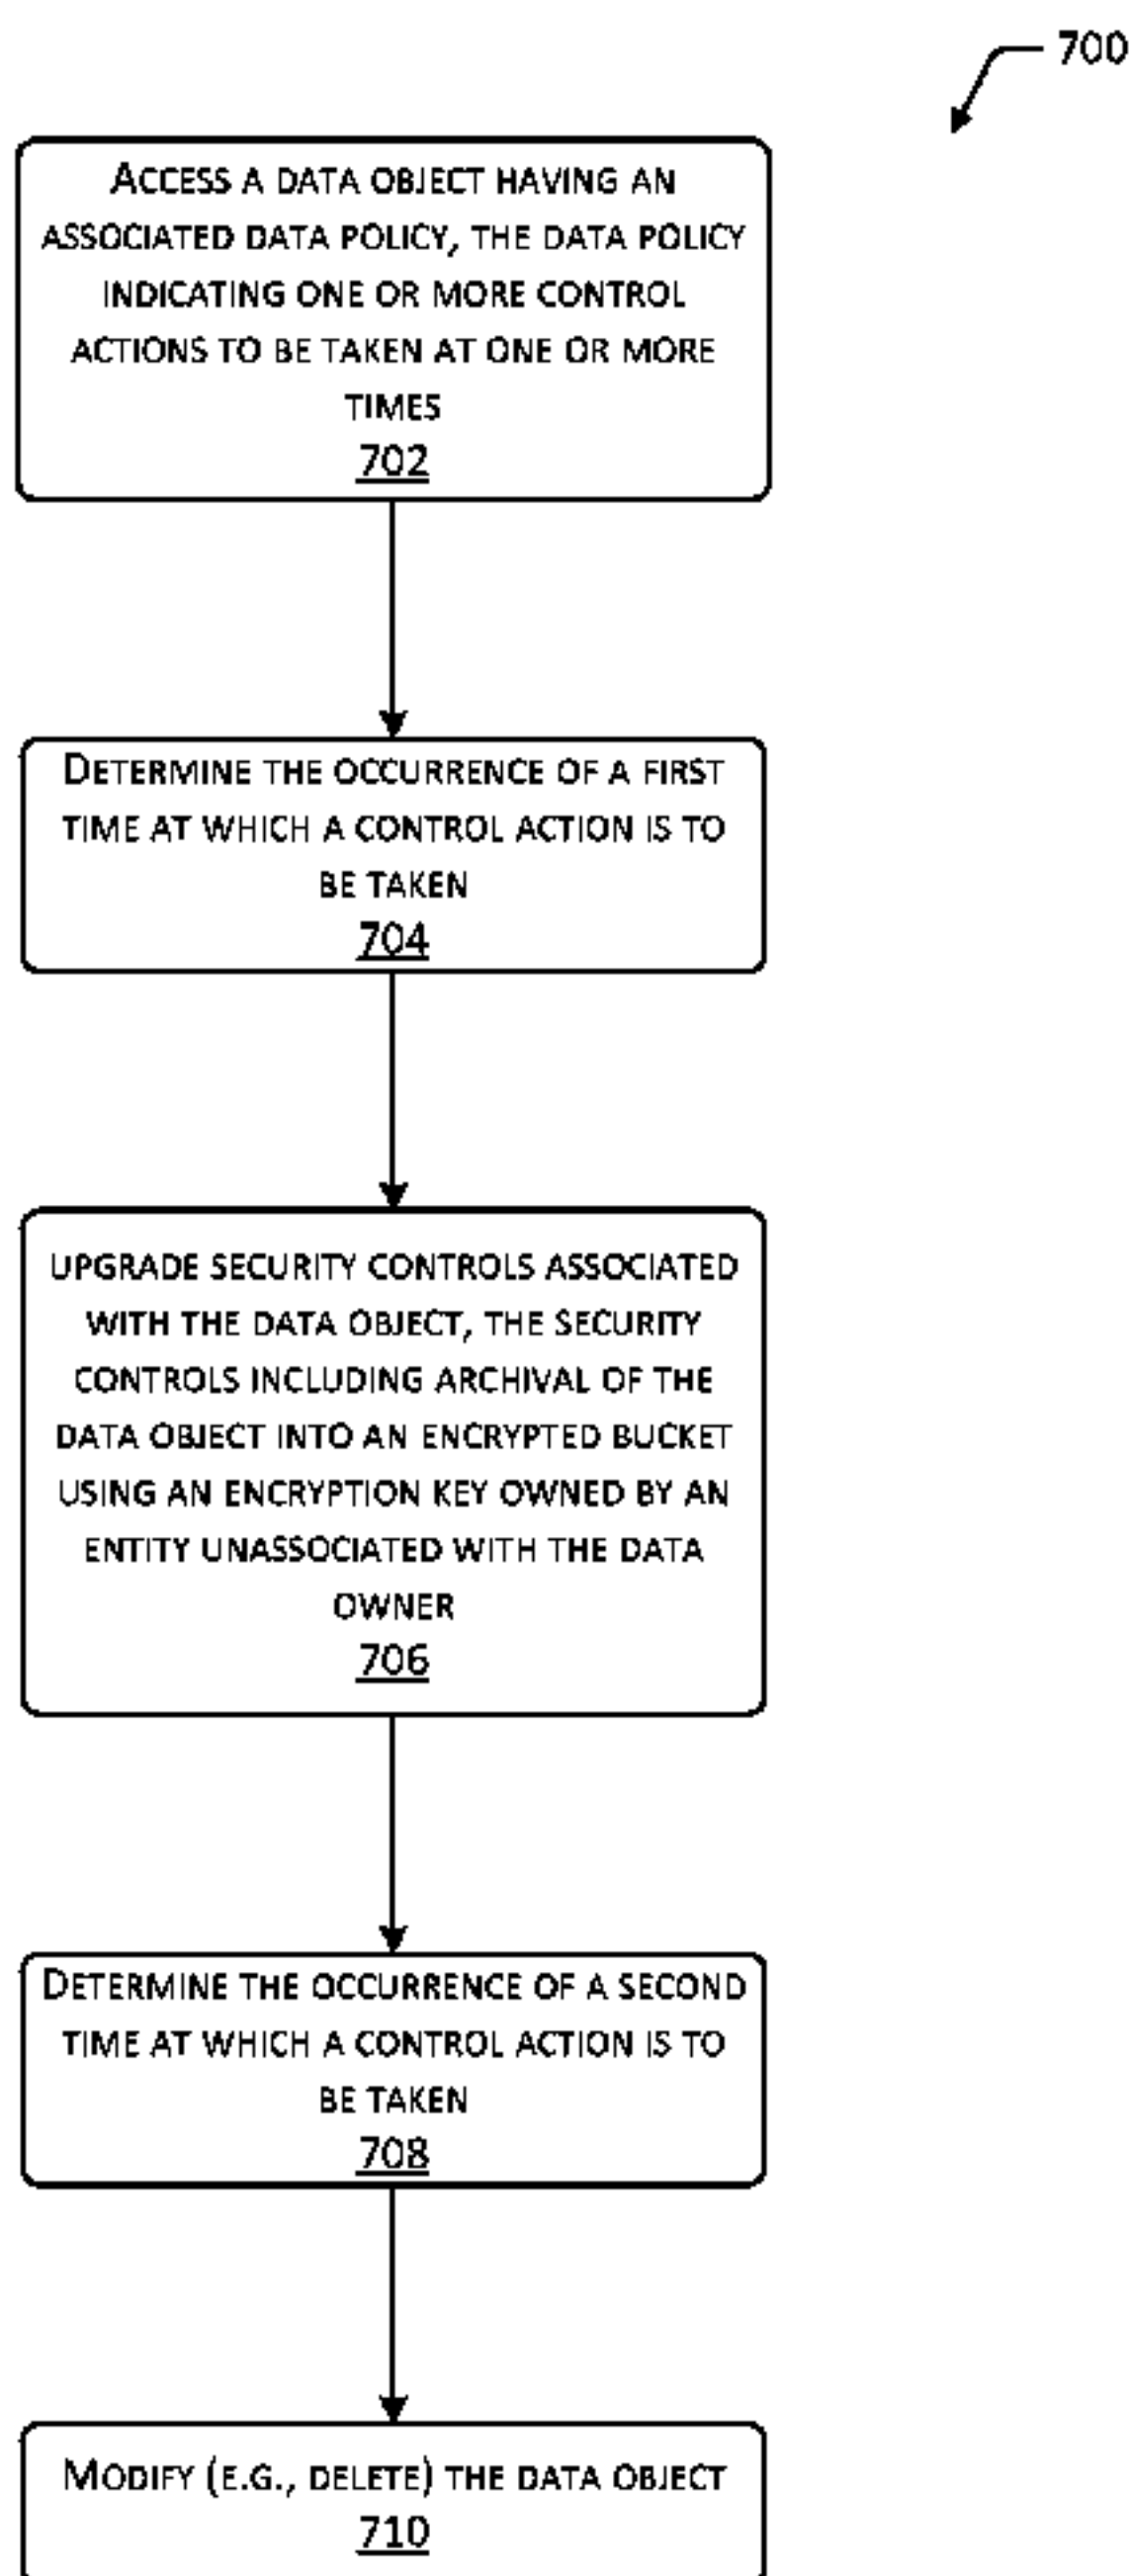 700
ACCESS A DATA OBJECT HAVING AN
ASSOCIATED DATA POLICY, THE DATA POLICY
INDICATING ONE OR MORE CONTROL
ACTIONS TO BE TAKEN AT ONE OR MORE
TIMES
702
DETERMINE THE OCCURRENCE OF A FIRST
TIME AT WHICH A CONTROL ACTION IS TO
BE TAKEN
704
UPGRADE SECURITY CONTROLS ASSOCIATED
WITH THE DATA OBJECT, THE SECURITY
CONTROLS INCLUDING ARCHIVAL OF THE
DATA OBJECT INTO AN ENCRYPTED BUCKET
USING AN ENCRYPTION KEY OWNED BY AN
ENTITY UNASSOCIATED WITH THE DATA
OWNER
706
DETERMINE THE OCCURRENCE OF A SECOND
TIME AT WHICH A CONTROL ACTION IS TO
BE TAKEN
708
MODIFY (E.G., DELETE) THE DATA OBJECT
710